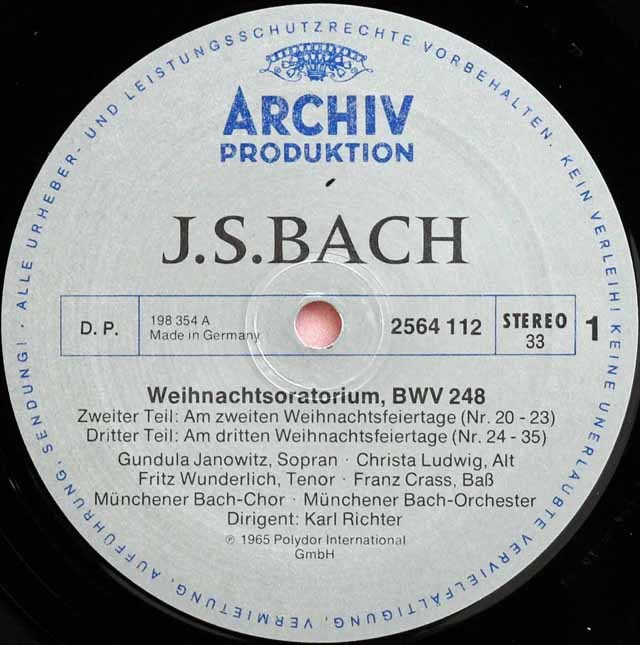 ALLE URHEBER- UND LEISTUNGSSCHUTZRECHTE VORBEHALTEN. KEIN VERLEIH! KEINE UNERLAUBTE VERVIELFÄLTIGUNG, VERMIETUNG, AUFFÜHRUNG, SENDUNG! ·
ARCHIV
PRODUKTION
J.S.BACH
D. P.
198 354 A
Made in Germany
2564 112
STEREO
33
1
Weihnachtsoratorium, BWV 248
Zweiter Teil: Am zweiten Weihnachtsfeiertage (Nr. 20 - 23)
Dritter Teil: Am dritten Weihnachtsfeiertage (Nr. 24 - 35)
Gundula Janowitz, Sopran · Christa Ludwig, Alt
Fritz Wunderlich, Tenor · Franz Crass, Baß
Münchener Bach-Chor · Münchener Bach-Orchester
Dirigent: Karl Richter
℗ 1965 Polydor International
GmbH